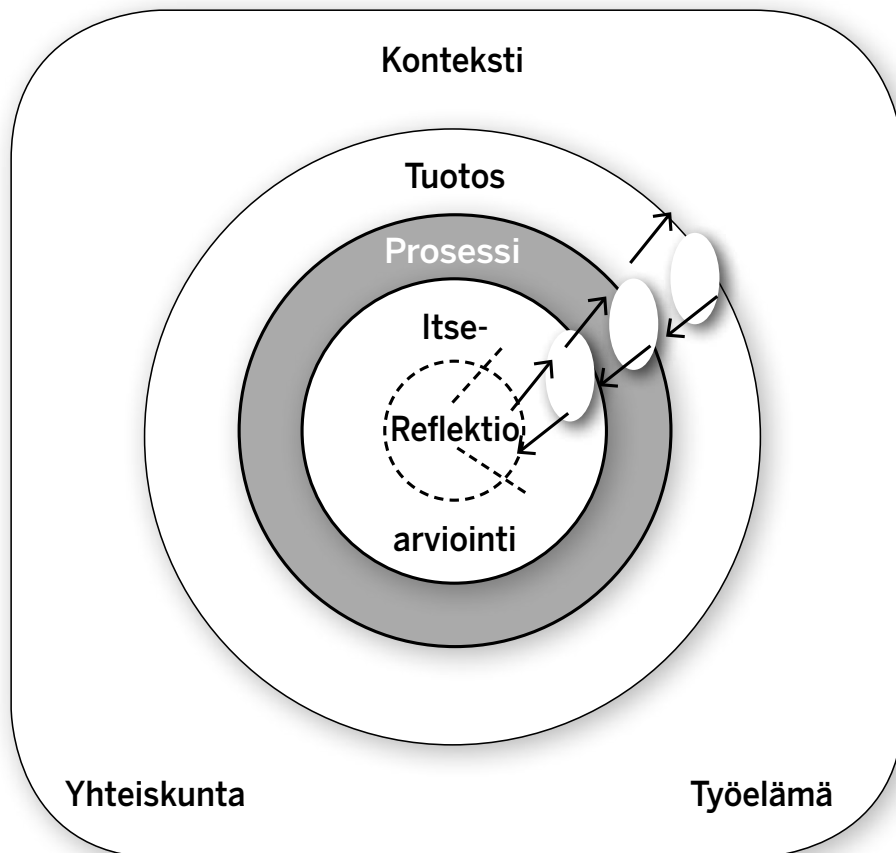 Konteksti
Tuotos
Prosessi
Itse-
Reflektio
arviointi
Yhteiskunta
Työelämä